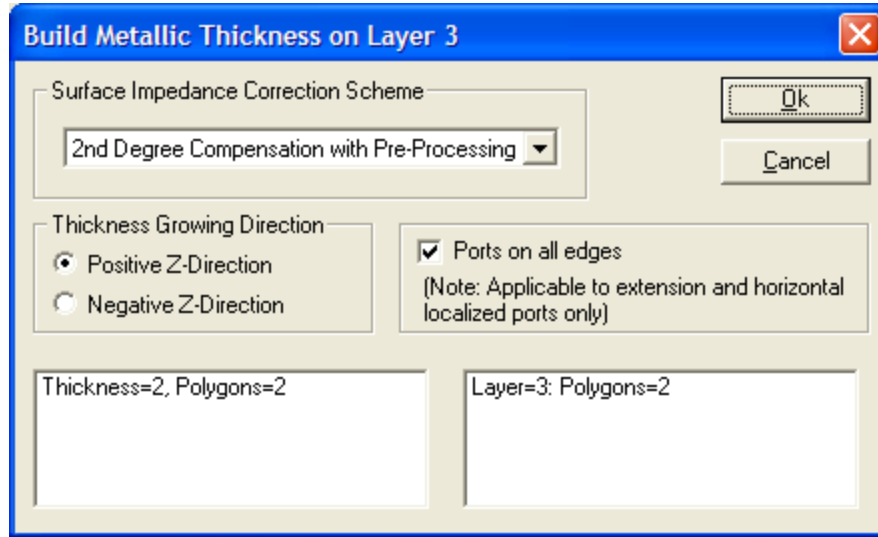 Build Metallic Thickness on Layer 3
Surface Impedance Correction Scheme
2nd Degree Compensation with Pre-Processing
Ok
Cancel
Thickness Growing Direction
Positive Z-Direction
Negative Z-Direction
Ports on all edges
(Note: Applicable to extension and horizontal
localized ports only)
Thickness=2, Polygons=2
Layer=3: Polygons=2